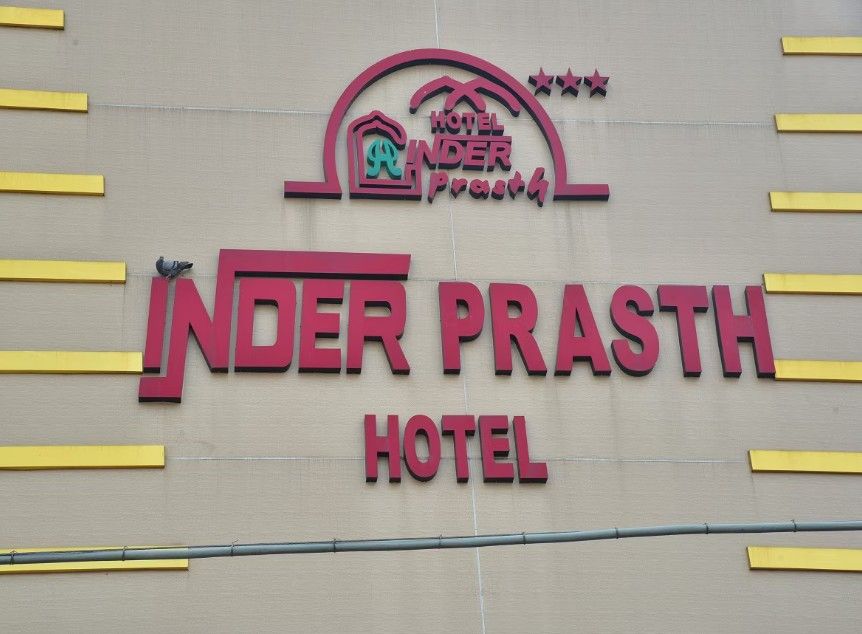 HOTEL
INDER
Prasth
INDER PRASTH
HOTEL